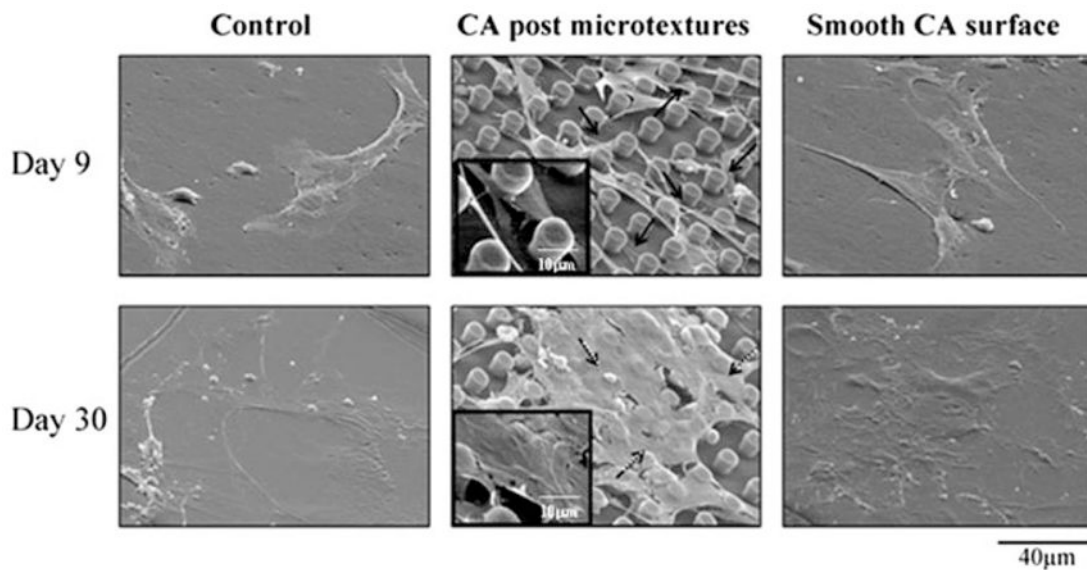 Control CA post microtextures Smooth CA surface
Day 9
10μm
Day 30
10μm
40μm